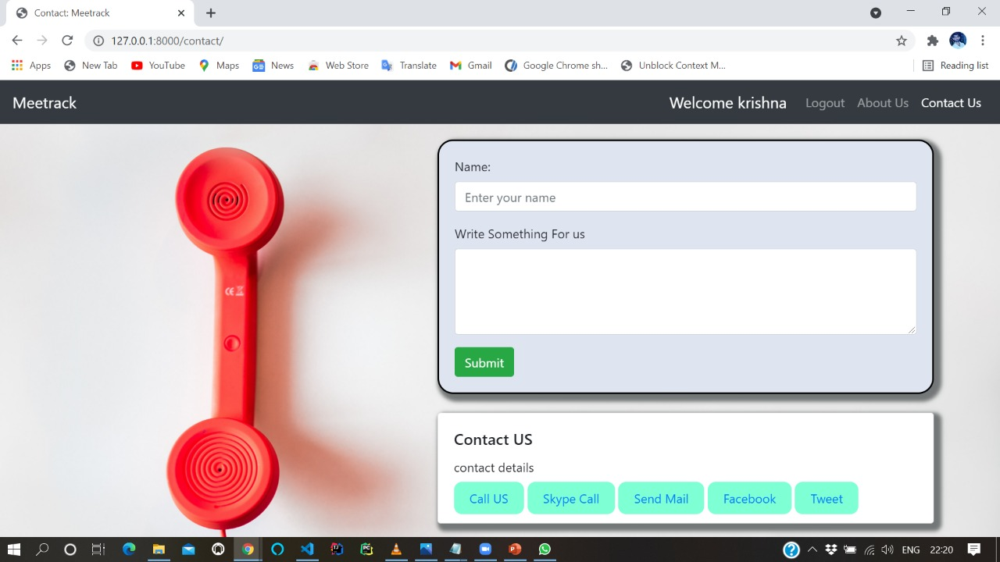 Contact: Meetrack
127.0.0.1:8000/contact/
Apps New Tab YouTube Maps News Web Store Translate Gmail Google Chrome sh... Unblock Context M... Reading list
Meetrack Welcome krishna Logout About Us Contact Us
Name:
Enter your name
Write Something For us
Submit
Contact US
contact details
Call US Skype Call Send Mail Facebook Tweet
ENG 22:20